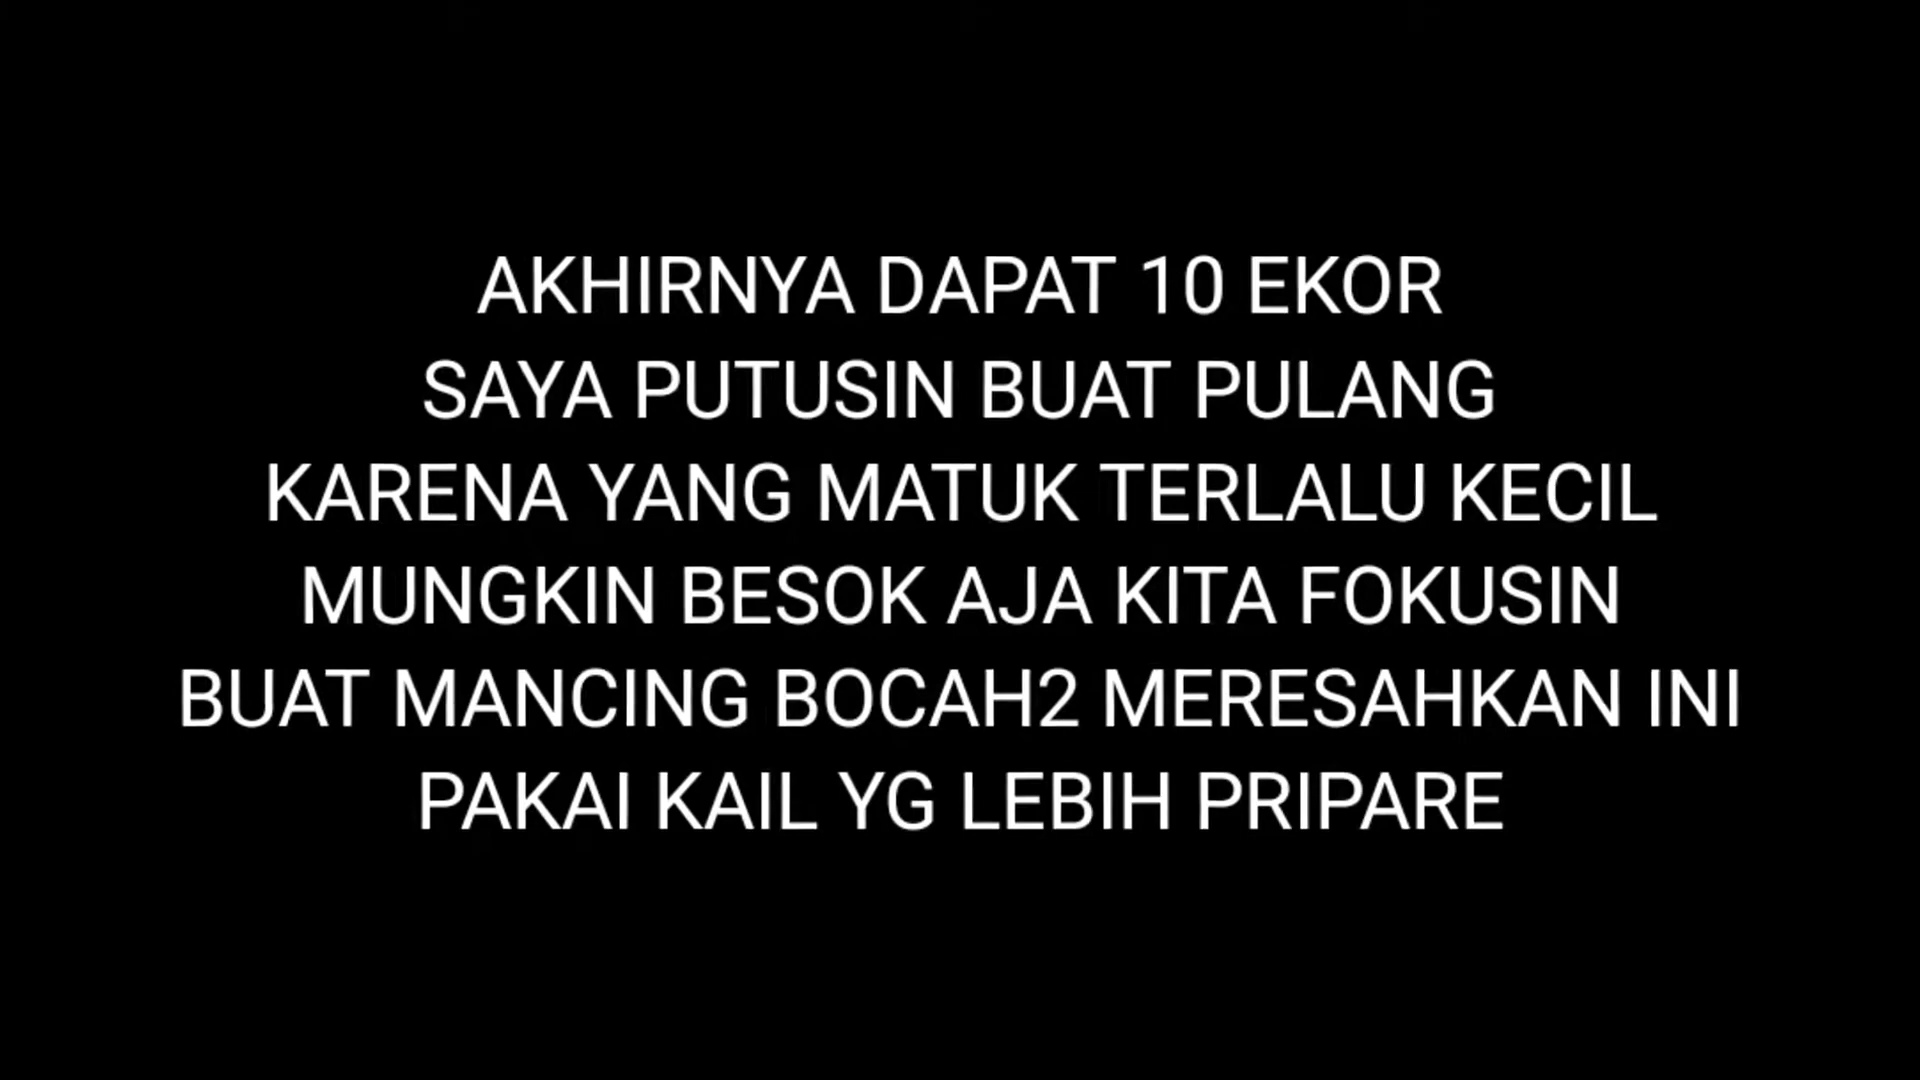 AKHIRNYA DAPAT 10 EKOR
SAYA PUTUSIN BUAT PULANG
KARENA YANG MATUK TERLALU KECIL
MUNGKIN BESOK AJA KITA FOKUSIN
BUAT MANCING BOCAH2 MERESAHKAN INI
PAKAI KAIL YG LEBIH PRIPARE